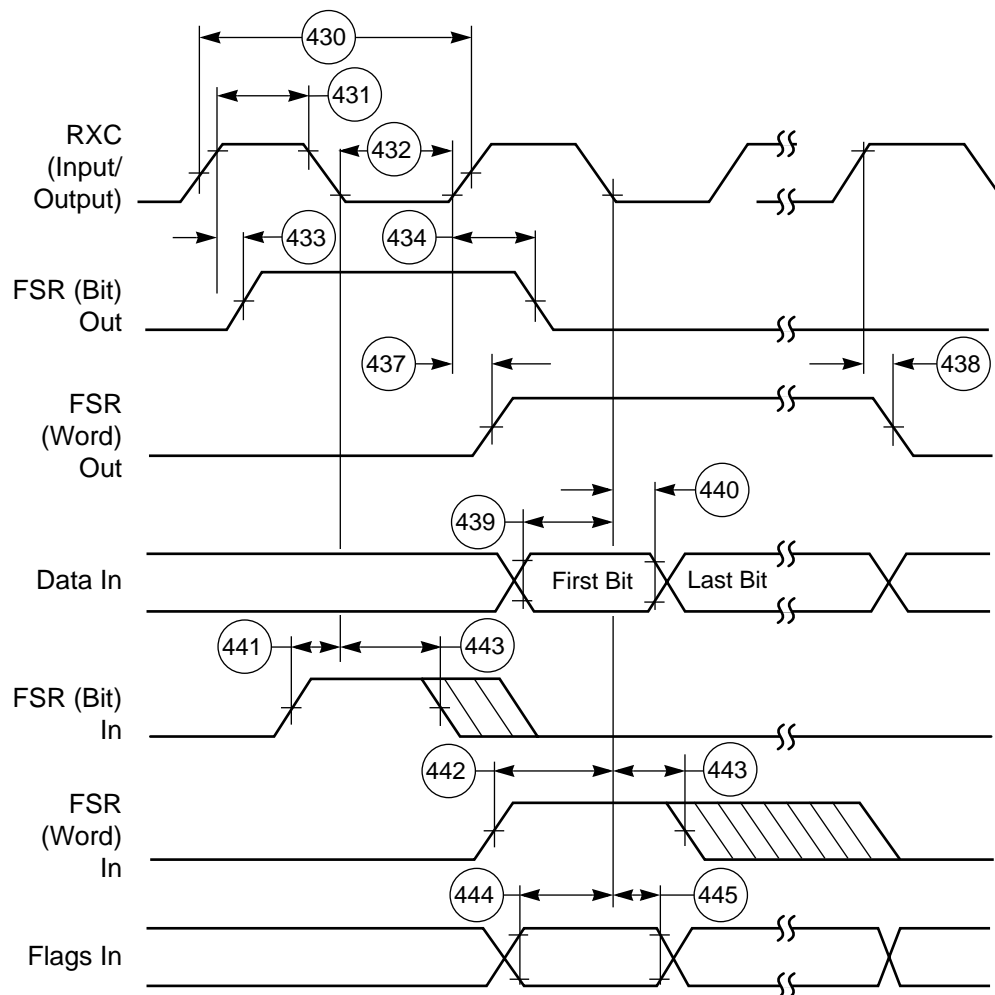 430
431
RXC
(Input/
Output)
432
433
434
FSR (Bit)
Out
437
438
FSR
(Word)
Out
440
439
Data In
First Bit
Last Bit
441
443
FSR (Bit)
In
442
443
FSR
(Word)
In
444
445
Flags In